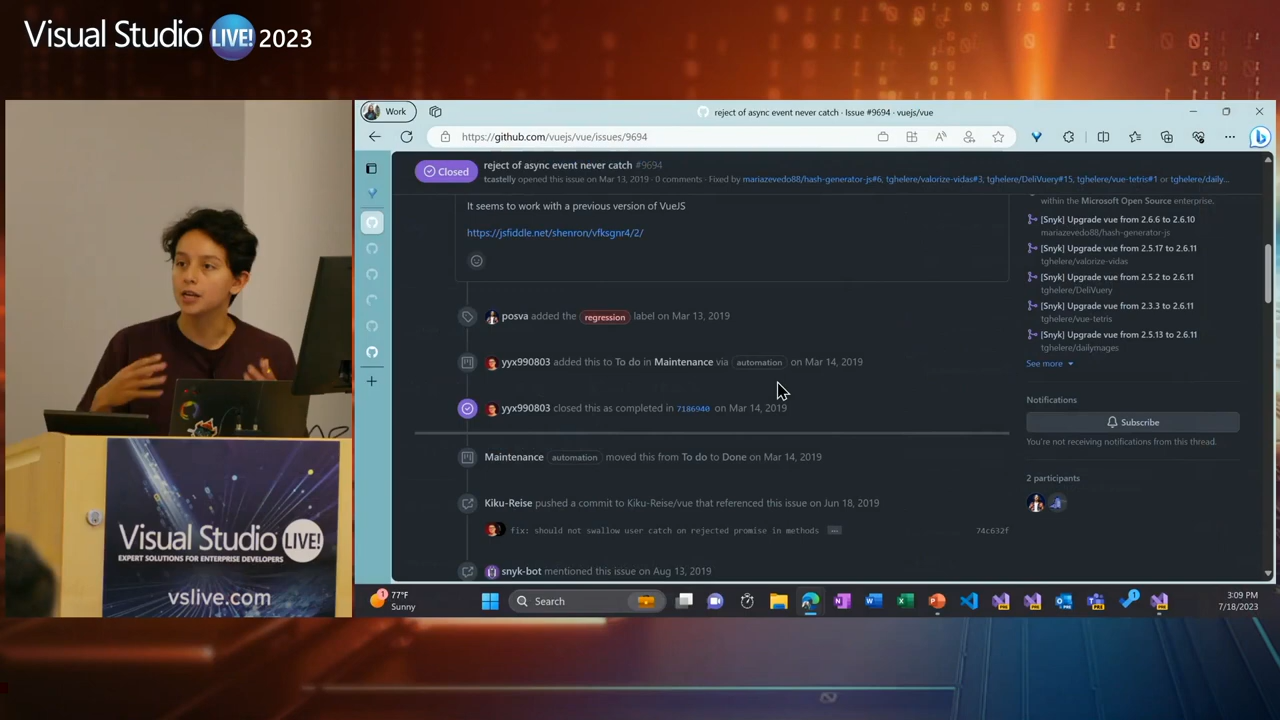 Visual Studio LIVE! 2023
Work
reject of async event never catch · Issue #9694 · vuejs/vue
https://github.com/vuejs/vue/issues/9694
Closed
reject of async event never catch #9694
tcastelly opened this issue on Mar 13, 2019 · 0 comments · Fixed by mariazevedo88/hash-generator-js#6, tghelere/valorize-vidas#3, tghelere/DeliVuery#15, tghelere/vue-tetris#1 or tghelere/daily...
It seems to work with a previous version of VueJS
https://jsfiddle.net/shenron/vfksgnr4/2/
posva added the regression label on Mar 13, 2019
yyx990803 added this to To do in Maintenance via automation on Mar 14, 2019
yyx990803 closed this as completed in 7186940 on Mar 14, 2019
Maintenance automation moved this from To do to Done on Mar 14, 2019
Kiku-Reise pushed a commit to Kiku-Reise/vue that referenced this issue on Jun 18, 2019
fix: should not swallow user catch on rejected promise in methods ... 74c632f
snyk-bot mentioned this issue on Aug 13, 2019
within the Microsoft Open Source enterprise.
[Snyk] Upgrade vue from 2.6.6 to 2.6.10
mariazevedo88/hash-generator-js
[Snyk] Upgrade vue from 2.5.17 to 2.6.11
tghelere/valorize-vidas
[Snyk] Upgrade vue from 2.5.2 to 2.6.11
tghelere/DeliVuery
[Snyk] Upgrade vue from 2.3.3 to 2.6.11
tghelere/vue-tetris
[Snyk] Upgrade vue from 2.5.13 to 2.6.11
tghelere/dailymages
See more
Notifications
Subscribe
You're not receiving notifications from this thread.
2 participants
1
77°F
Sunny
Search
3:09 PM
7/18/2023
Visual Studio LIVE!
EXPERT SOLUTIONS FOR ENTERPRISE DEVELOPERS
vslive.com